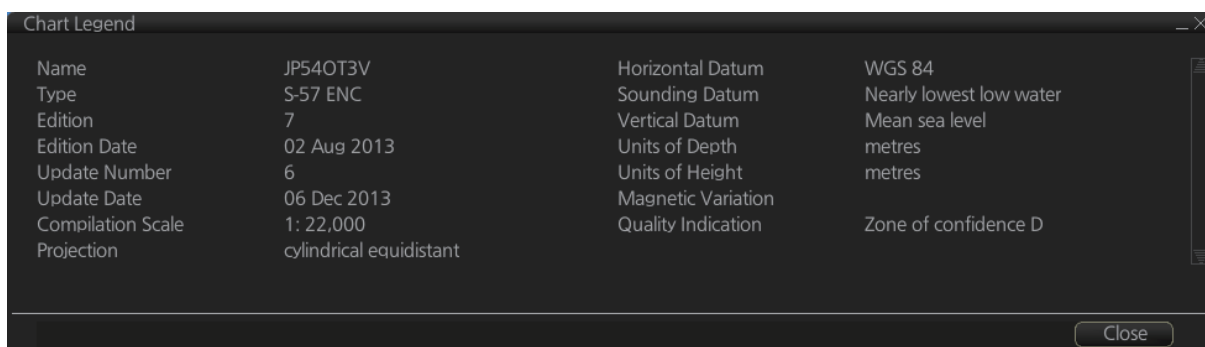 Chart Legend
Name JP54OT3V Horizontal Datum WGS 84
Type S-57 ENC Sounding Datum Nearly lowest low water
Edition 7 Vertical Datum Mean sea level
Edition Date 02 Aug 2013 Units of Depth metres
Update Number 6 Units of Height metres
Update Date 06 Dec 2013 Magnetic Variation
Compilation Scale 1: 22,000 Quality Indication Zone of confidence D
Projection cylindrical equidistant
Close